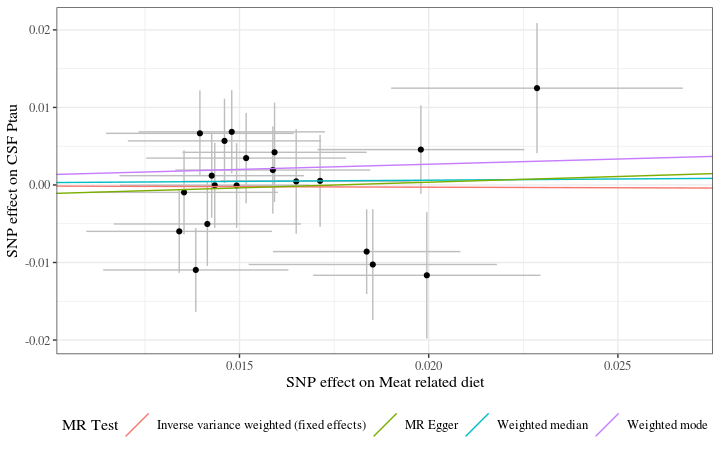 0.02
0.01
0.00
-0.01
-0.02
SNP effect on CSF Ptau
0.015 0.020 0.025
SNP effect on Meat related diet
MR Test Inverse variance weighted (fixed effects) MR Egger Weighted median Weighted mode